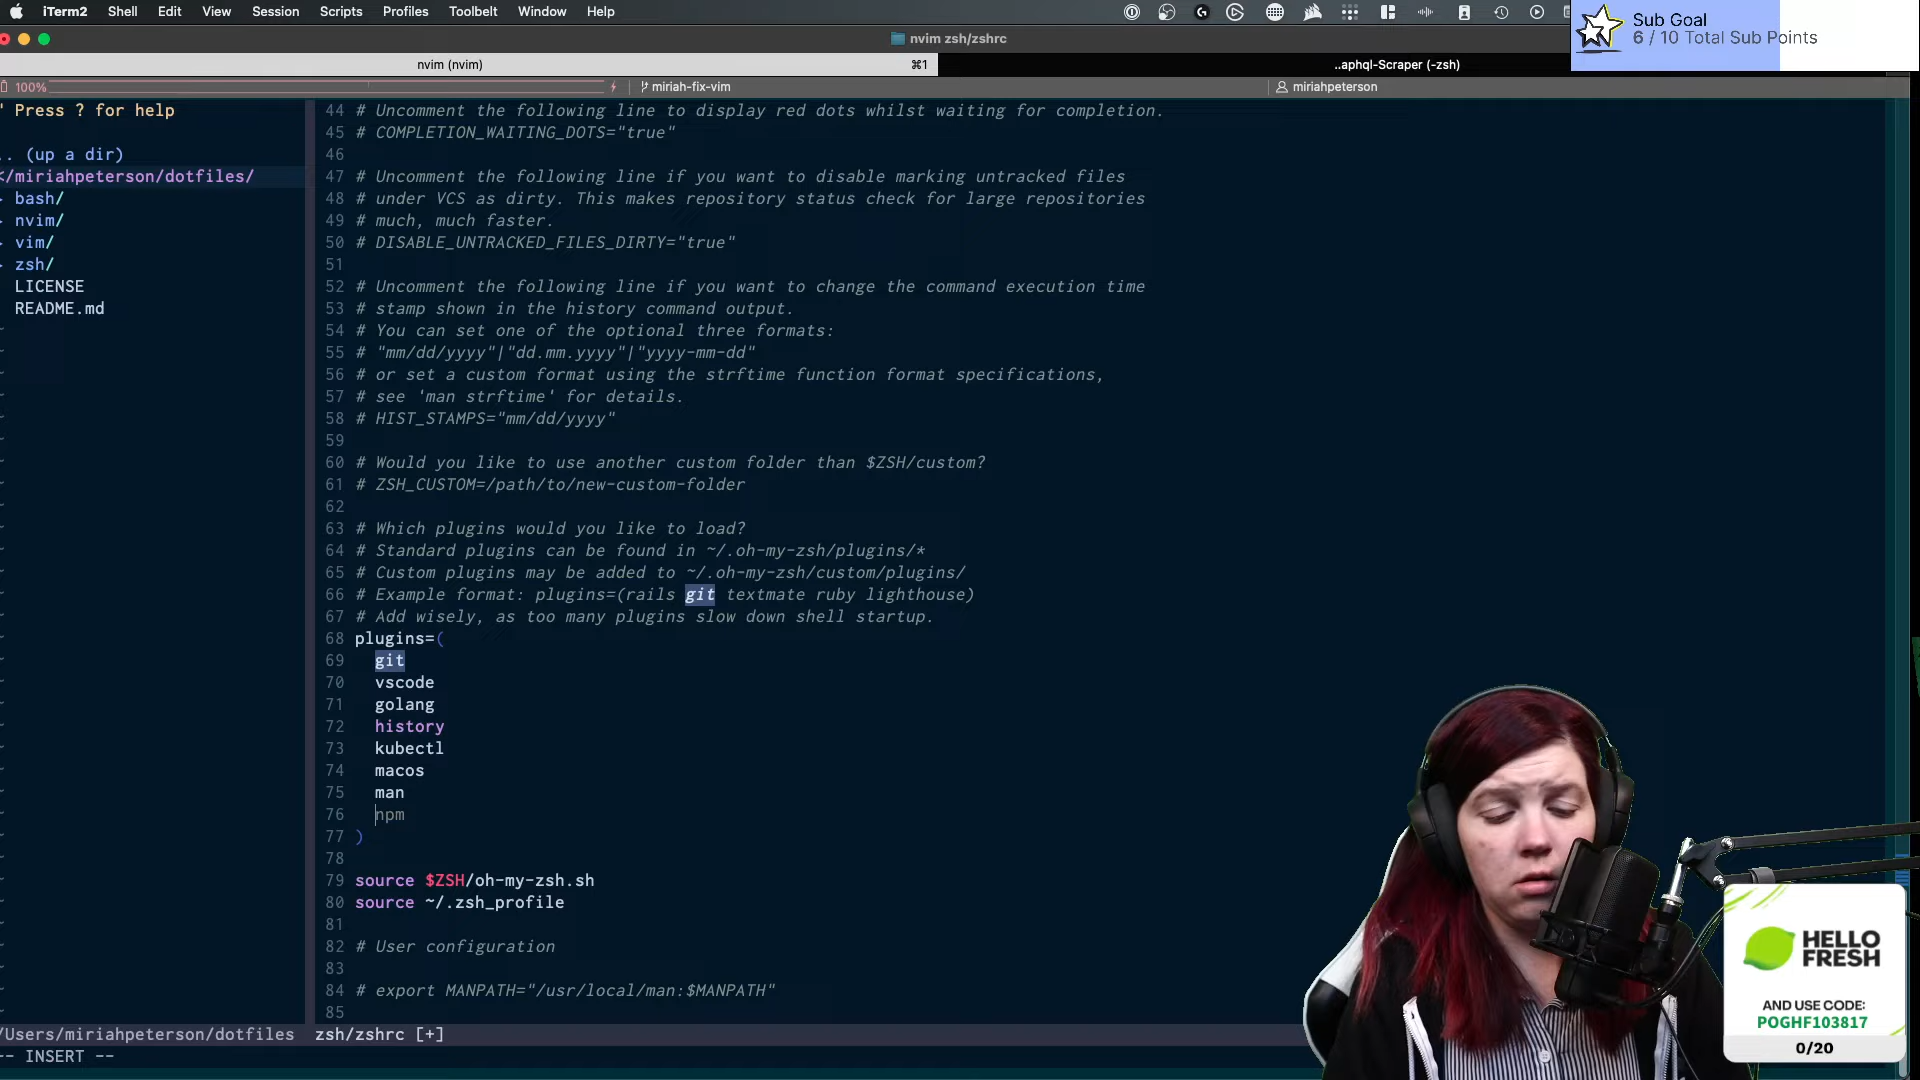 iTerm2 Shell Edit View Session Scripts Profiles Toolbelt Window Help
Sub Goal
6 / 10 Total Sub Points
nvim zsh/zshrc
nvim (nvim) ⌘1 ..aphql-Scraper (-zsh)
100% miriah-fix-vim miriahpeterson
" Press ? for help
.. (up a dir)
</miriahpeterson/dotfiles/
bash/
nvim/
vim/
zsh/
LICENSE
README.md
44 # Uncomment the following line to display red dots whilst waiting for completion.
45 # COMPLETION_WAITING_DOTS="true"
46
47 # Uncomment the following line if you want to disable marking untracked files
48 # under VCS as dirty. This makes repository status check for large repositories
49 # much, much faster.
50 # DISABLE_UNTRACKED_FILES_DIRTY="true"
51
52 # Uncomment the following line if you want to change the command execution time
53 # stamp shown in the history command output.
54 # You can set one of the optional three formats:
55 # "mm/dd/yyyy"|"dd.mm.yyyy"|"yyyy-mm-dd"
56 # or set a custom format using the strftime function format specifications,
57 # see 'man strftime' for details.
58 # HIST_STAMPS="mm/dd/yyyy"
59
60 # Would you like to use another custom folder than $ZSH/custom?
61 # ZSH_CUSTOM=/path/to/new-custom-folder
62
63 # Which plugins would you like to load?
64 # Standard plugins can be found in ~/.oh-my-zsh/plugins/*
65 # Custom plugins may be added to ~/.oh-my-zsh/custom/plugins/
66 # Example format: plugins=(rails git textmate ruby lighthouse)
67 # Add wisely, as too many plugins slow down shell startup.
68 plugins=(
69 git
70 vscode
71 golang
72 history
73 kubectl
74 macos
75 man
76 npm
77 )
78
79 source $ZSH/oh-my-zsh.sh
80 source ~/.zsh_profile
81
82 # User configuration
83
84 # export MANPATH="/usr/local/man:$MANPATH"
85
/Users/miriahpeterson/dotfiles zsh/zshrc [+]
-- INSERT --
HELLO
FRESH
AND USE CODE:
POGHF103817
0/20